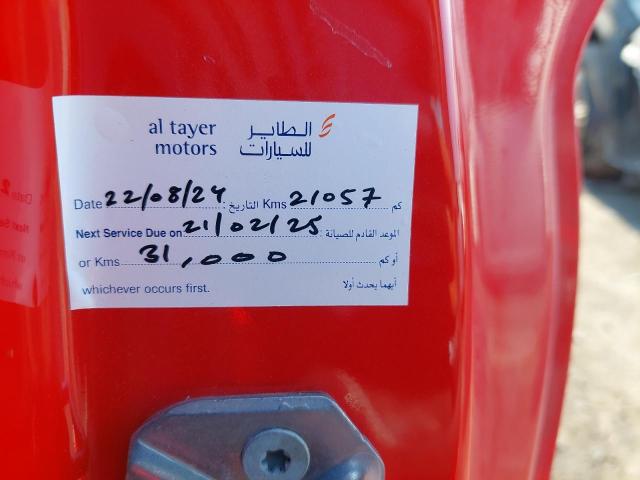 al tayer الطاير
motors للسيارات
Date 22/08/24 التاريخ: Kms 21057 كم
Next Service Due on 21/02/25 الموعد القادم للصيانة
or Kms 31,000 أو كم
whichever occurs first. أيهما يحدث أولا